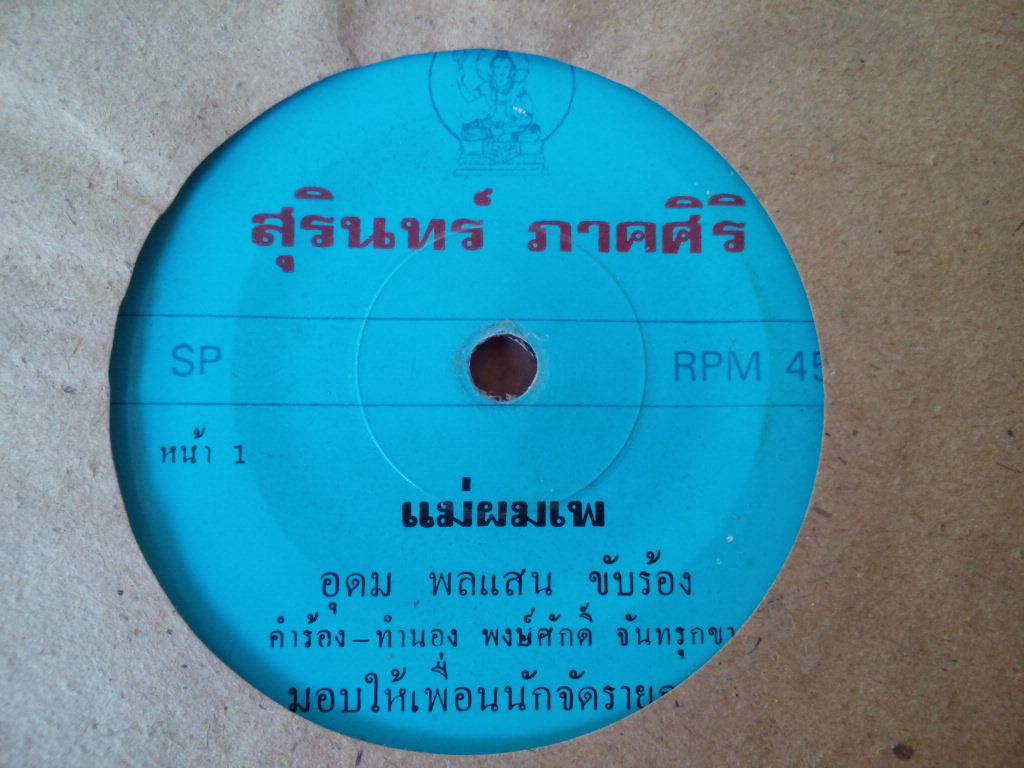 สุรินทร์ ภาคศิริ
SP RPM 45
หน้า 1
แม่ผมเพ
อุดม พลแสน ขับร้อง
คำร้อง-ทำนอง พงษ์ศักดิ์ จันทรุกขา
มอบให้เพื่อนนักจัดราย